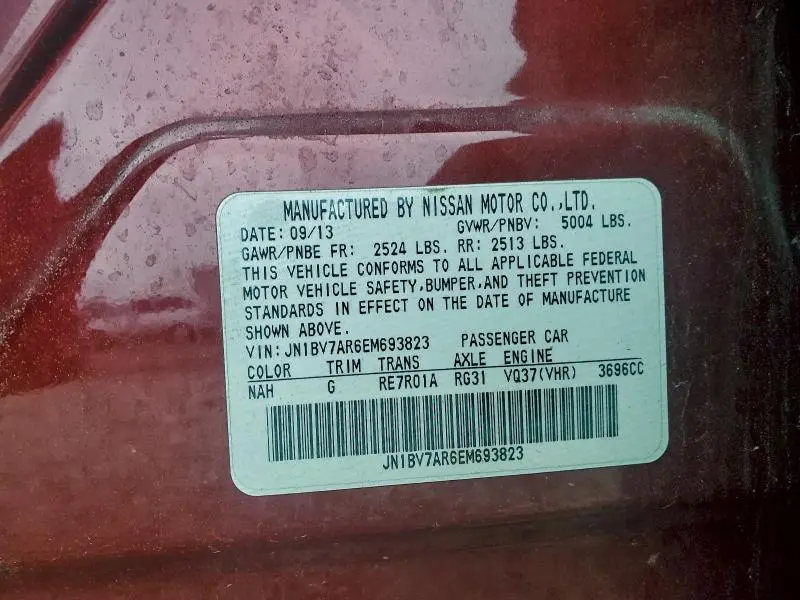 MANUFACTURED BY NISSAN MOTOR CO.,LTD.
DATE: 09/13 GVWR/PNBV: 5004 LBS.
GAWR/PNBE FR: 2524 LBS. RR: 2513 LBS.
THIS VEHICLE CONFORMS TO ALL APPLICABLE FEDERAL
MOTOR VEHICLE SAFETY,BUMPER,AND THEFT PREVENTION
STANDARDS IN EFFECT ON THE DATE OF MANUFACTURE
SHOWN ABOVE.
VIN:JN1BV7AR6EM693823 PASSENGER CAR
COLOR TRIM TRANS AXLE ENGINE
NAH G RE7R01A RG31 VQ37(VHR) 3696CC
JN1BV7AR6EM693823